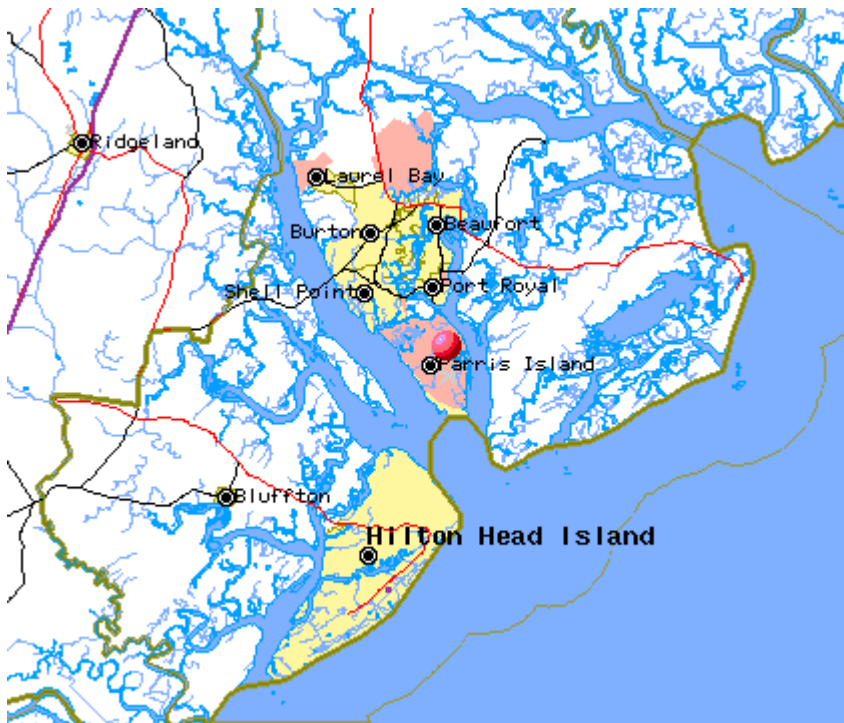 Ridgeland
Laurel Bay
Beaufort
Burton
Port Royal
Shell Point
Parris Island
Bluffton
Hilton Head Island